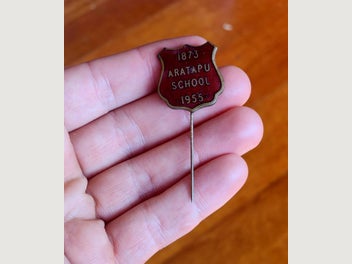 1873
ARATAPU
SCHOOL
1955